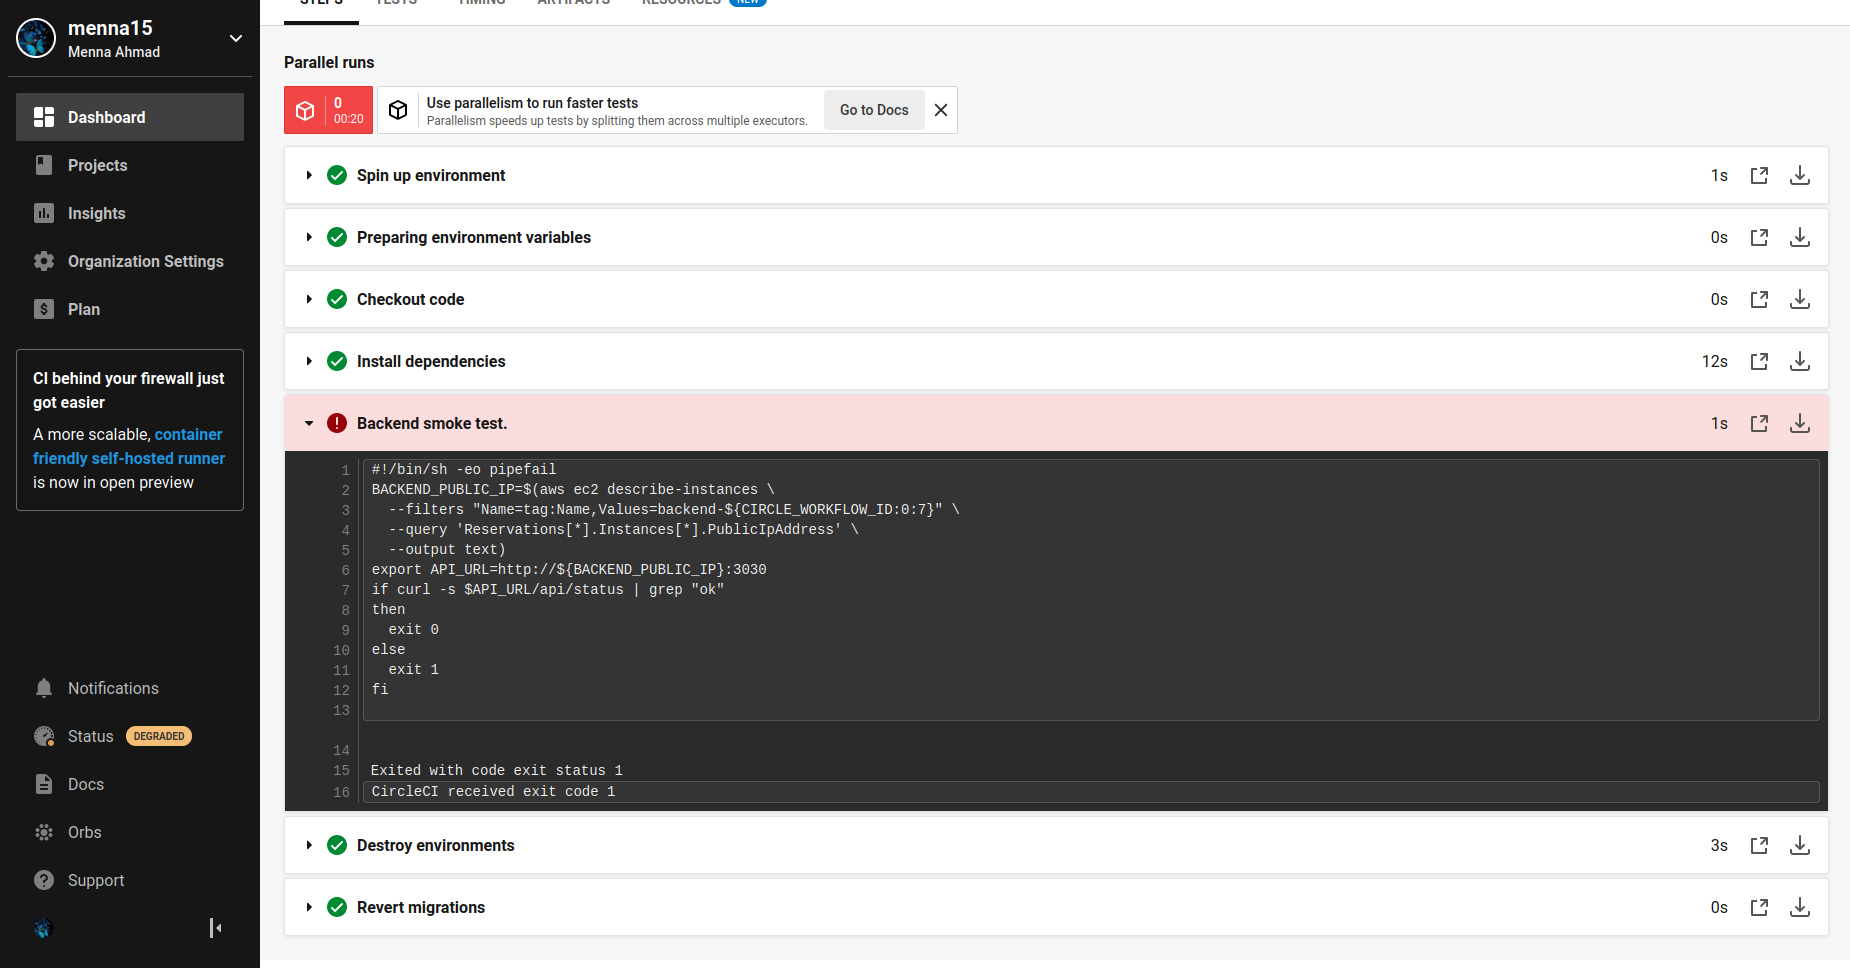 menna15
Menna Ahmad
Dashboard
Projects
Insights
Organization Settings
Plan
CI behind your firewall just
got easier
A more scalable, container
friendly self-hosted runner
is now in open preview
Notifications
Status DEGRADED
Docs
Orbs
Support
STEPS TESTS TIMING ARTIFACTS RESOURCES NEW
Parallel runs
0
00:20
Use parallelism to run faster tests
Parallelism speeds up tests by splitting them across multiple executors.
Go to Docs
Spin up environment 1s
Preparing environment variables 0s
Checkout code 0s
Install dependencies 12s
Backend smoke test. 1s
1 #!/bin/sh -eo pipefail
2 BACKEND_PUBLIC_IP=$(aws ec2 describe-instances \
3   --filters "Name=tag:Name,Values=backend-${CIRCLE_WORKFLOW_ID:0:7}" \
4   --query 'Reservations[*].Instances[*].PublicIpAddress' \
5   --output text)
6 export API_URL=http://${BACKEND_PUBLIC_IP}:3030
7 if curl -s $API_URL/api/status | grep "ok"
8 then
9   exit 0
10 else
11   exit 1
12 fi
13
14
15 Exited with code exit status 1
16 CircleCI received exit code 1
Destroy environments 3s
Revert migrations 0s